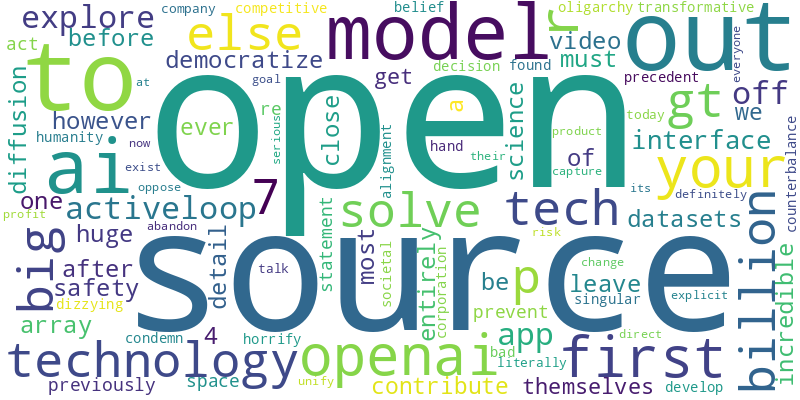 company competitive belief oligarchy transformative
explore else model r video out
act before democratize decision found must precedent everyone
to open get at goal a
diffusion however ever re close science gt off we
humanity now serious hand of their product today
ai exist alignment capture interface your counterbalance
one oppose 7 solve tech its definitely
profit activeloop datasets
big huge abandon detail statement most entirely risk billion
after source talk societal corporation p be leave change incredible
safety singular explicit
dizzying prevent
array condemn 4 horrify app bad literally direct
technology openai first
previously space unify contribute themselves develop